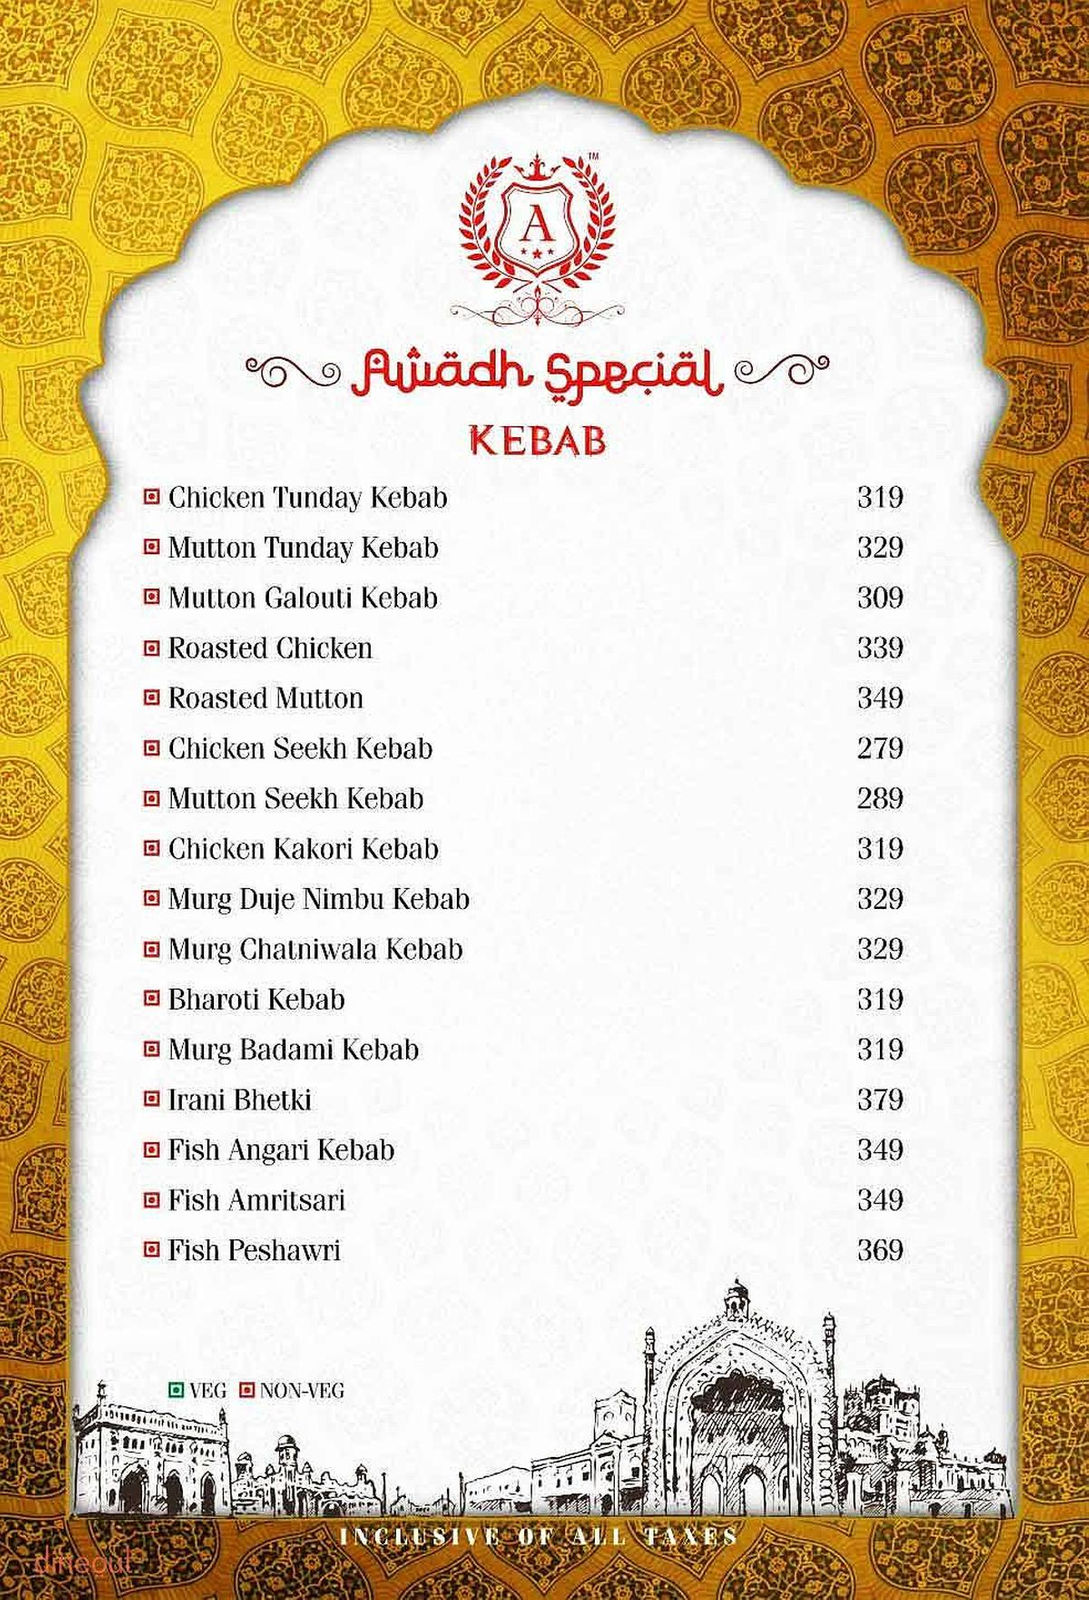 TM
A
Awadh Special
KEBAB
Chicken Tunday Kebab 319
Mutton Tunday Kebab 329
Mutton Galouti Kebab 309
Roasted Chicken 339
Roasted Mutton 349
Chicken Seekh Kebab 279
Mutton Seekh Kebab 289
Chicken Kakori Kebab 319
Murg Duje Nimbu Kebab 329
Murg Chatniwala Kebab 329
Bharoti Kebab 319
Murg Badami Kebab 319
Irani Bhetki 379
Fish Angari Kebab 349
Fish Amritsari 349
Fish Peshawri 369
VEG NON-VEG
INCLUSIVE OF ALL TAXES
dineout